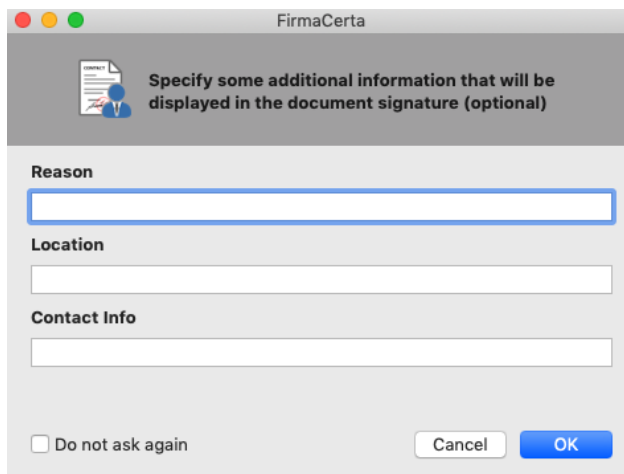 FirmaCerta
CONTRACT
Specify some additional information that will be
displayed in the document signature (optional)
Reason
Location
Contact Info
Do not ask again
Cancel
OK